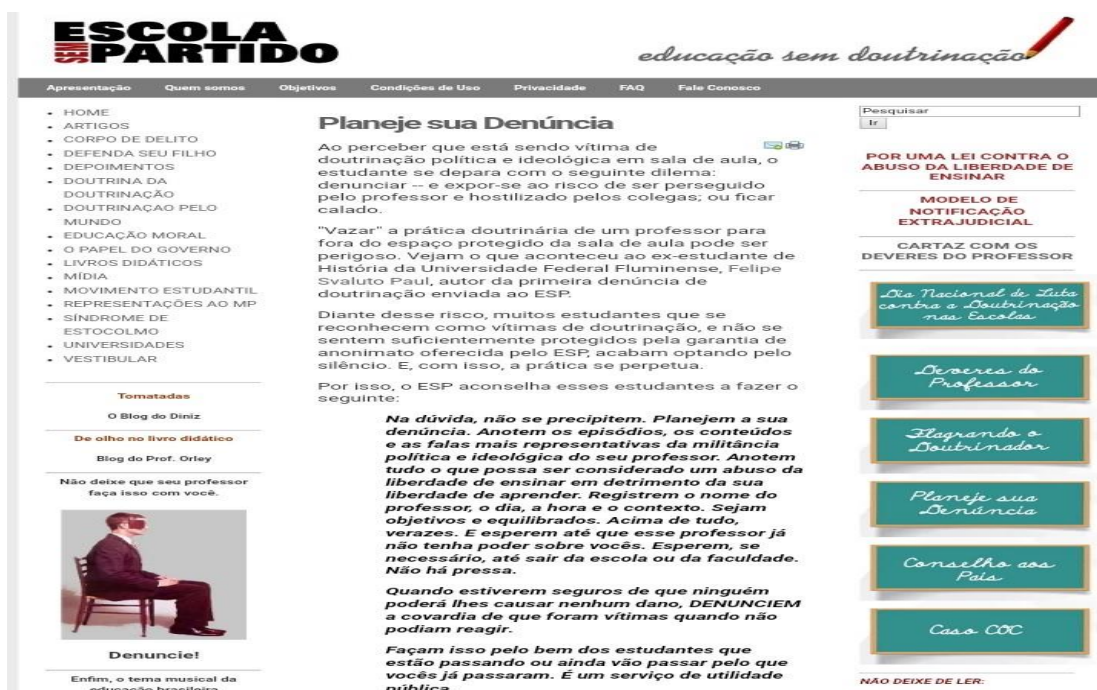 ESCOLA
SEM PARTIDO
educação sem doutrinação
Apresentação Quem somos Objetivos Condições de Uso Privacidade FAQ Fale Conosco
HOME
ARTIGOS
CORPO DE DELITO
DEFENDA SEU FILHO
DEPOIMENTOS
DOUTRINA DA
DOUTRINAÇÃO
DOUTRINAÇAO PELO
MUNDO
EDUCAÇÃO MORAL
O PAPEL DO GOVERNO
LIVROS DIDÁTICOS
MÍDIA
MOVIMENTO ESTUDANTIL
REPRESENTAÇÕES AO MP
SÍNDROME DE
ESTOCOLMO
UNIVERSIDADES
VESTIBULAR
Tomatadas
O Blog do Diniz
De olho no livro didático
Blog do Prof. Orley
Não deixe que seu professor
faça isso com você.
Denuncie!
Enfim, o tema musical da
educação brasileira
Planeje sua Denúncia
Ao perceber que está sendo vítima de
doutrinação política e ideológica em sala de aula, o
estudante se depara com o seguinte dilema:
denunciar -- e expor-se ao risco de ser perseguido
pelo professor e hostilizado pelos colegas; ou ficar
calado.
"Vazar" a prática doutrinária de um professor para
fora do espaço protegido da sala de aula pode ser
perigoso. Vejam o que aconteceu ao ex-estudante de
História da Universidade Federal Fluminense, Felipe
Svaluto Paul, autor da primeira denúncia de
doutrinação enviada ao ESP.
Diante desse risco, muitos estudantes que se
reconhecem como vítimas de doutrinação, e não se
sentem suficientemente protegidos pela garantia de
anonimato oferecida pelo ESP, acabam optando pelo
silêncio. E, com isso, a prática se perpetua.
Por isso, o ESP aconselha esses estudantes a fazer o
seguinte:
Na dúvida, não se precipitem. Planejem a sua
denúncia. Anotem os episódios, os conteúdos
e as falas mais representativas da militância
política e ideológica do seu professor. Anotem
tudo o que possa ser considerado um abuso da
liberdade de ensinar em detrimento da sua
liberdade de aprender. Registrem o nome do
professor, o dia, a hora e o contexto. Sejam
objetivos e equilibrados. Acima de tudo,
verazes. E esperem até que esse professor já
não tenha poder sobre vocês. Esperem, se
necessário, até sair da escola ou da faculdade.
Não há pressa.
Quando estiverem seguros de que ninguém
poderá lhes causar nenhum dano, DENUNCIEM
a covardia de que foram vítimas quando não
podiam reagir.
Façam isso pelo bem dos estudantes que
estão passando ou ainda vão passar pelo que
vocês já passaram. É um serviço de utilidade
pública.
Pesquisar
Ir
POR UMA LEI CONTRA O
ABUSO DA LIBERDADE DE
ENSINAR
MODELO DE
NOTIFICAÇÃO
EXTRAJUDICIAL
CARTAZ COM OS
DEVERES DO PROFESSOR
Dia Nacional de Luta
contra a Doutrinação
nas Escolas
Deveres do
Professor
Flagrando o
Doutrinador
Planeje sua
Denúncia
Conselho aos
Pais
Caso COC
NÃO DEIXE DE LER: